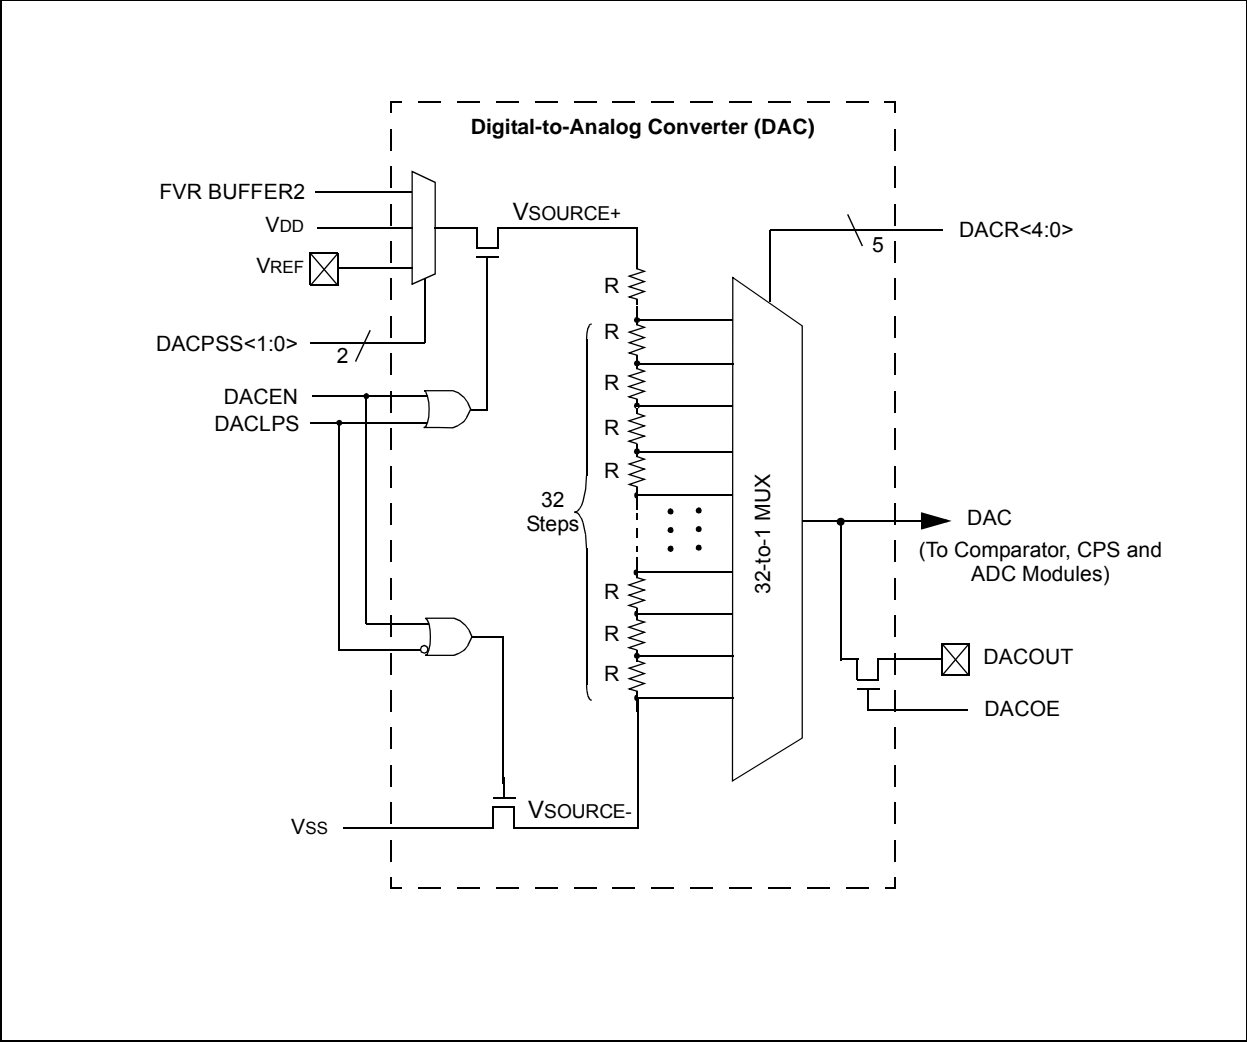 Digital-to-Analog Converter (DAC)
FVR BUFFER2
VDD
VREF
DACPSS<1:0>
2
DACEN
DACLPS
VSOURCE+
R
R
R
R
R
32
Steps
R
R
R
32-to-1 MUX
5
DACR<4:0>
DAC
(To Comparator, CPS and
ADC Modules)
DACOUT
DACOE
VSOURCE-
VSS